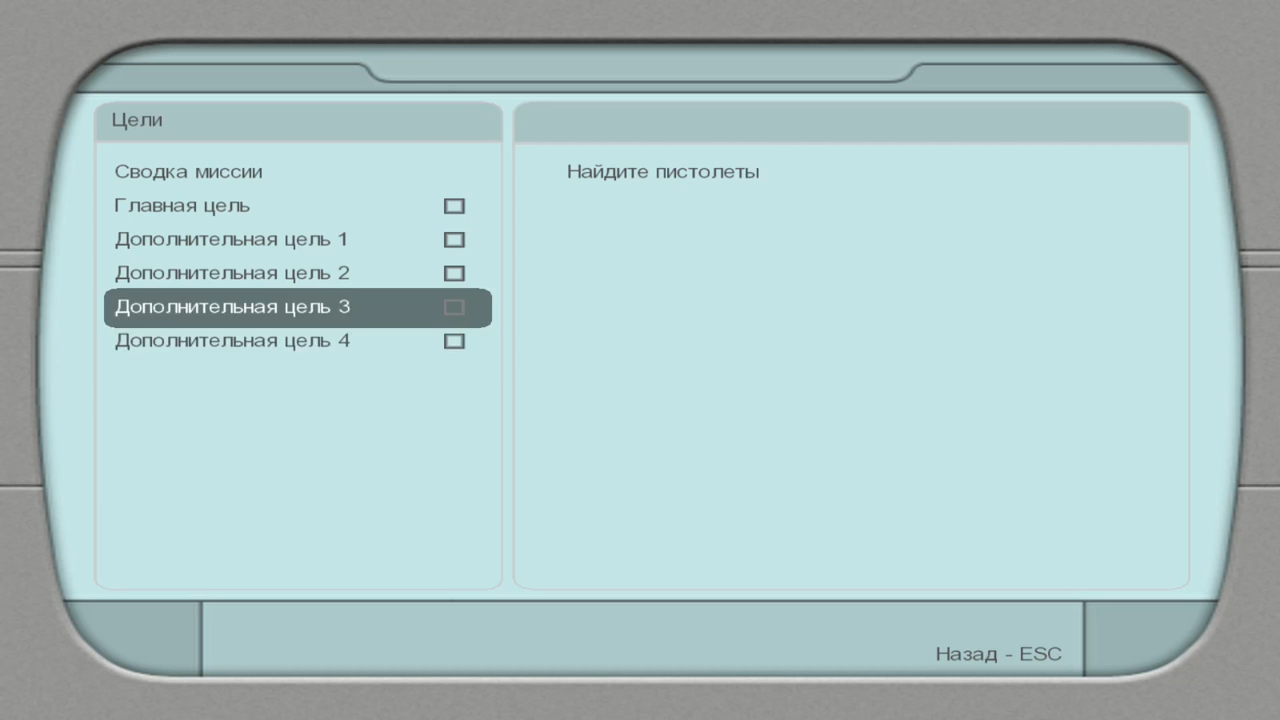 Цели
Сводка миссии
Главная цель
Дополнительная цель 1
Дополнительная цель 2
Дополнительная цель 3
Дополнительная цель 4
Найдите пистолеты
Назад - ESC